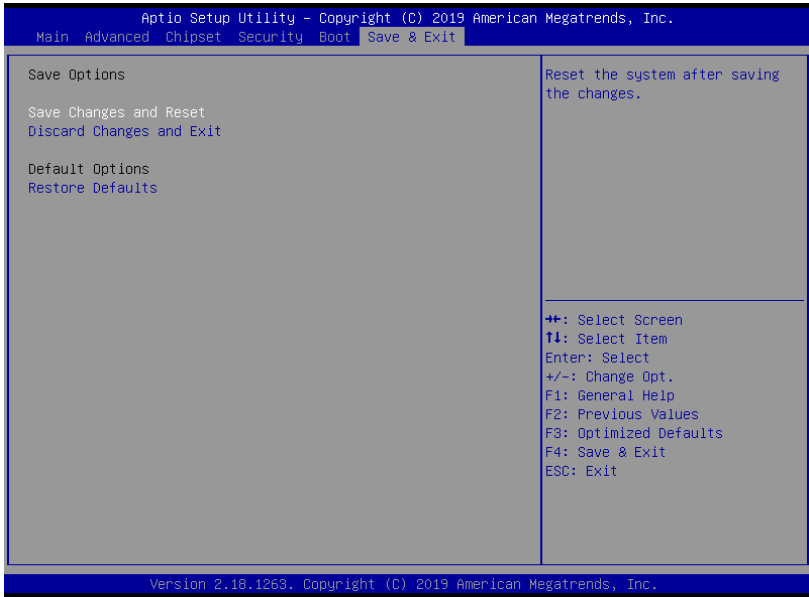 Aptio Setup Utility – Copyright (C) 2019 American Megatrends, Inc.
Main Advanced Chipset Security Boot Save & Exit
Save Options
Save Changes and Reset
Discard Changes and Exit
Default Options
Restore Defaults
Reset the system after saving
the changes.
→←: Select Screen
↑↓: Select Item
Enter: Select
+/-: Change Opt.
F1: General Help
F2: Previous Values
F3: Optimized Defaults
F4: Save & Exit
ESC: Exit
Version 2.18.1263. Copyright (C) 2019 American Megatrends, Inc.